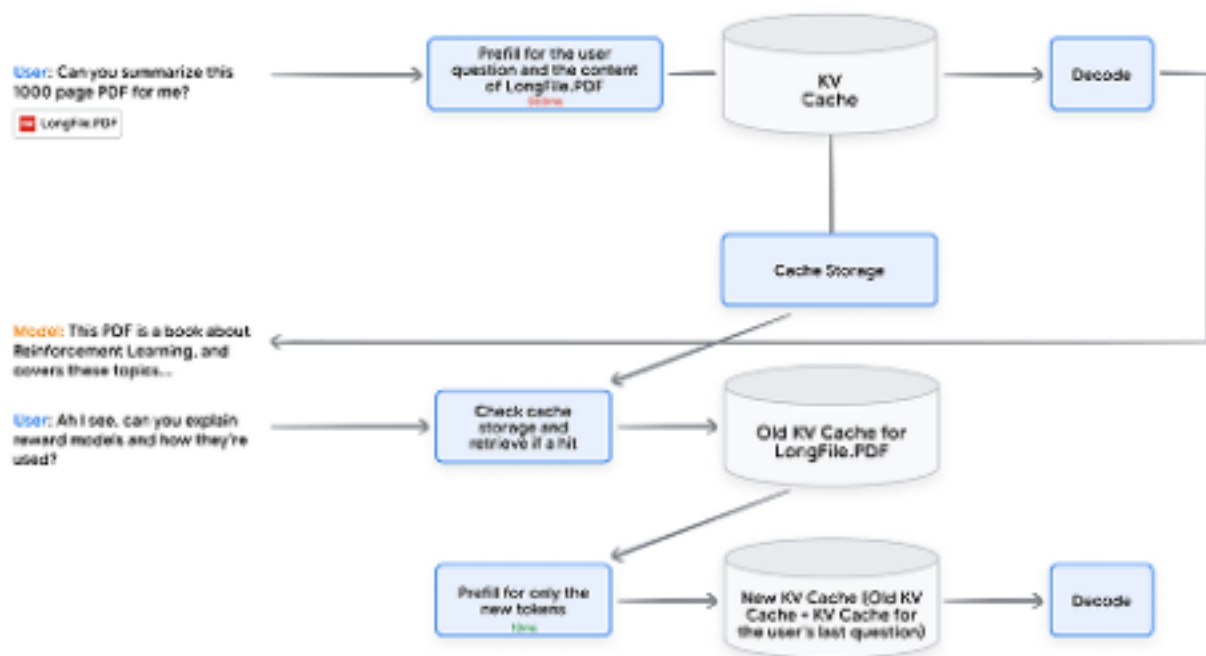 User: Can you summarize this
1000 page PDF for me?
LongFile.PDF
Prefill for the user
question and the content
of LongFile.PDF
KV
Cache
Decode
Cache Storage
Model: This PDF is a book about
Reinforcement Learning, and
covers these topics...
User: Ah I see, can you explain
reward models and how they're
used?
Check cache
storage and
retrieve if a hit
Old KV Cache for
LongFile.PDF
Prefill for only the
new tokens
10ms
New KV Cache (Old KV
Cache + KV Cache for
the user's last question)
Decode